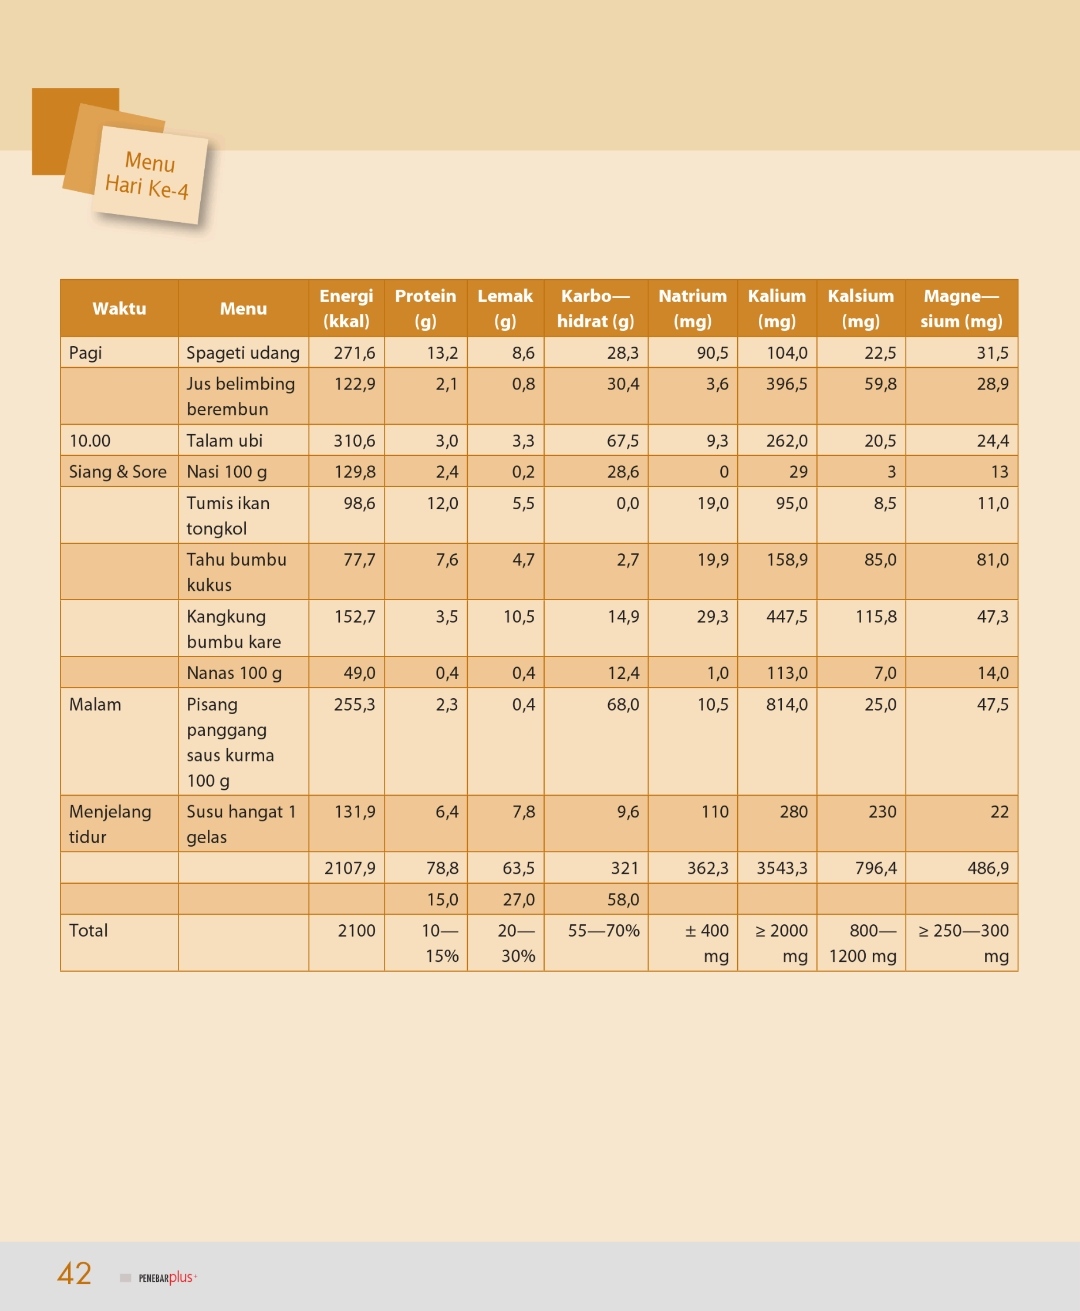 Menu
Hari Ke-4
Waktu Menu Energi (kkal) Protein (g) Lemak (g) Karbo— hidrat (g) Natrium (mg) Kalium (mg) Kalsium (mg) Magne— sium (mg)
Pagi Spageti udang 271,6 13,2 8,6 28,3 90,5 104,0 22,5 31,5
Jus belimbing berembun 122,9 2,1 0,8 30,4 3,6 396,5 59,8 28,9
10.00 Talam ubi 310,6 3,0 3,3 67,5 9,3 262,0 20,5 24,4
Siang & Sore Nasi 100 g 129,8 2,4 0,2 28,6 0 29 3 13
Tumis ikan tongkol 98,6 12,0 5,5 0,0 19,0 95,0 8,5 11,0
Tahu bumbu kukus 77,7 7,6 4,7 2,7 19,9 158,9 85,0 81,0
Kangkung bumbu kare 152,7 3,5 10,5 14,9 29,3 447,5 115,8 47,3
Nanas 100 g 49,0 0,4 0,4 12,4 1,0 113,0 7,0 14,0
Malam Pisang panggang saus kurma 100 g 255,3 2,3 0,4 68,0 10,5 814,0 25,0 47,5
Menjelang tidur Susu hangat 1 gelas 131,9 6,4 7,8 9,6 110 280 230 22
2107,9 78,8 63,5 321 362,3 3543,3 796,4 486,9
15,0 27,0 58,0
Total 2100 10—15% 20—30% 55—70% ± 400 mg ≥ 2000 mg 800—1200 mg ≥ 250—300 mg
42 PENEBAR plus+